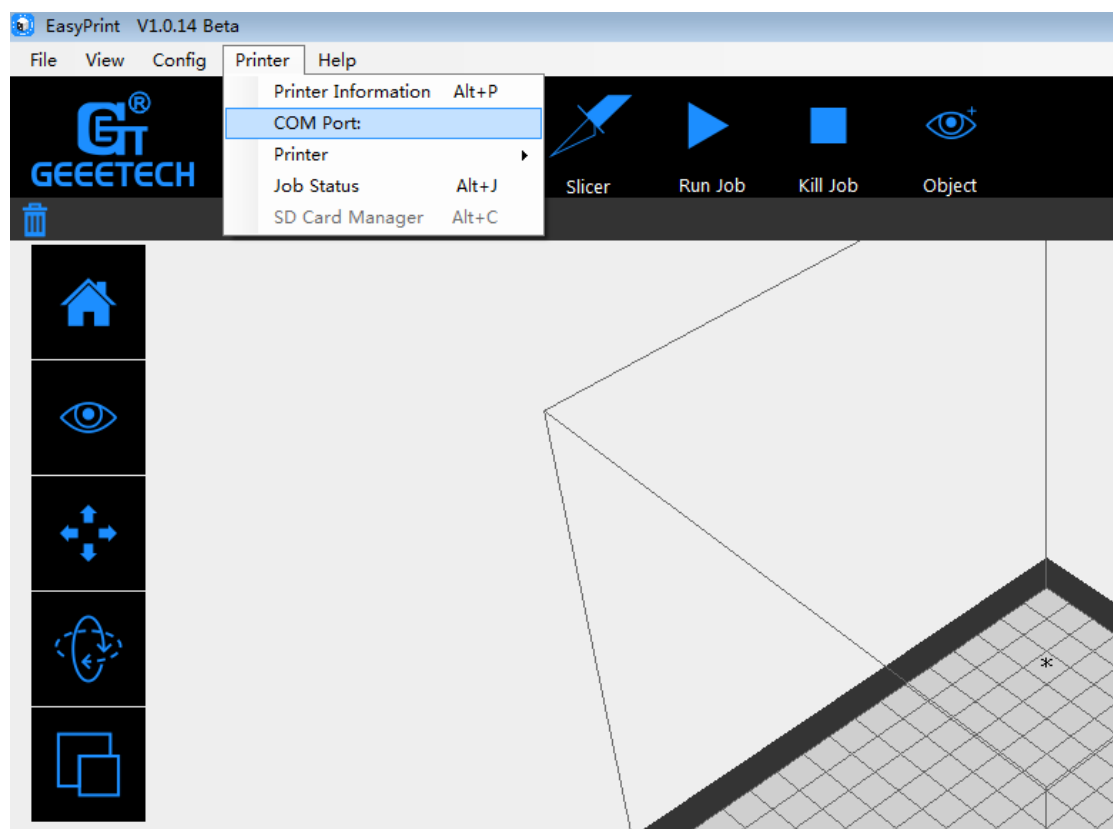 EasyPrint V1.0.14 Beta
File View Config Printer Help
Printer Information Alt+P
COM Port:
Printer
Job Status Alt+J
SD Card Manager Alt+C
GT®
GEEETECH
Slicer Run Job Kill Job Object
*